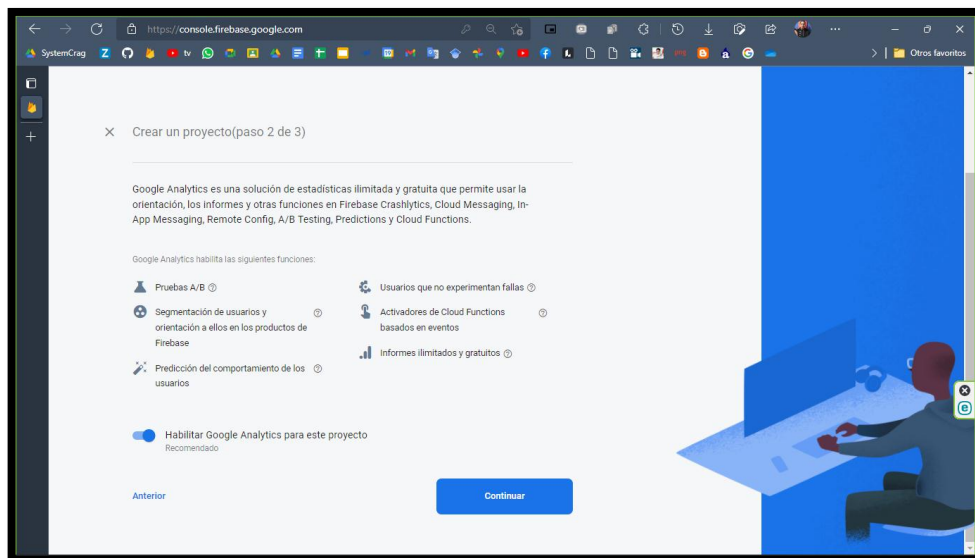 https://console.firebase.google.com
SystemCrag
tv
Otros favoritos
Crear un proyecto(paso 2 de 3)
Google Analytics es una solución de estadísticas ilimitada y gratuita que permite usar la
orientación, los informes y otras funciones en Firebase Crashlytics, Cloud Messaging, In-
App Messaging, Remote Config, A/B Testing, Predictions y Cloud Functions.
Google Analytics habilita las siguientes funciones:
Pruebas A/B
Segmentación de usuarios y
orientación a ellos en los productos de
Firebase
Predicción del comportamiento de los
usuarios
Usuarios que no experimentan fallas
Activadores de Cloud Functions
basados en eventos
Informes ilimitados y gratuitos
Habilitar Google Analytics para este proyecto
Recomendado
Anterior
Continuar